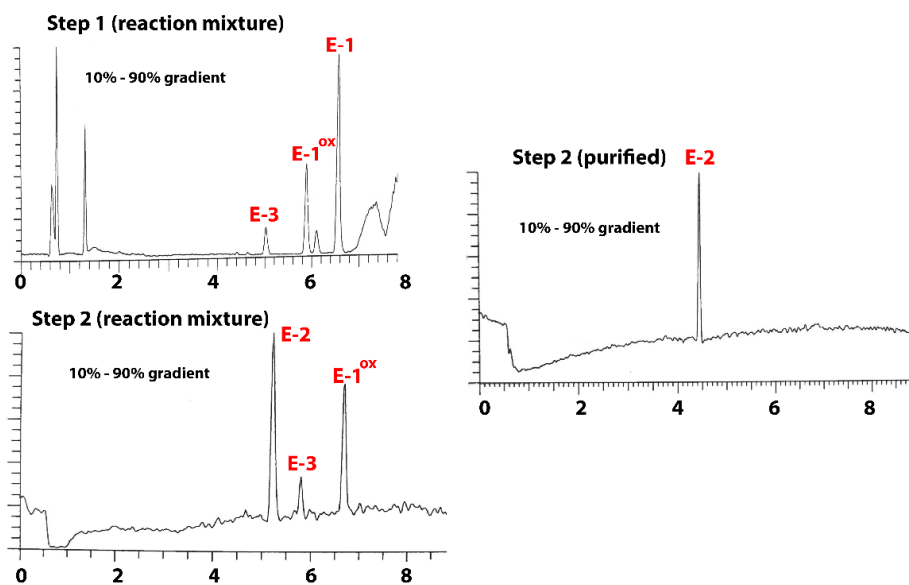 Step 1 (reaction mixture)
E-1
10% - 90% gradient
E-1ox
E-3
0 2 4 6 8
Step 2 (purified) E-2
10% - 90% gradient
0 2 4 6 8
Step 2 (reaction mixture)
E-2
10% - 90% gradient
E-1ox
E-3
0 2 4 6 8